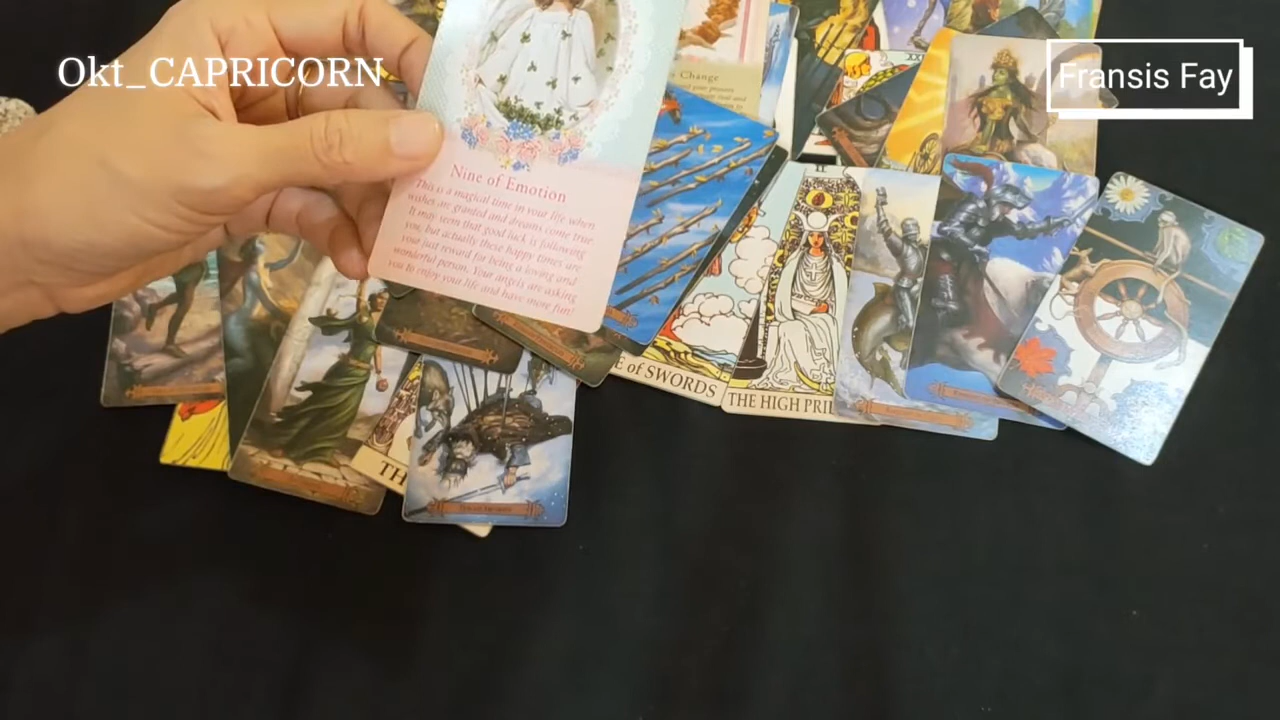 Okt_CAPRICORN
Fransis Fay
Change
Nine of Emotion
This is a magical time in your life when
wishes are granted and dreams come true.
It may seem that good luck is following
you, but actually these happy times are
your just reward for being a loving and
wonderful person. Your angels are asking
you to enjoy your life and have more fun!
II
of SWORDS
THE HIGH PRI
TH